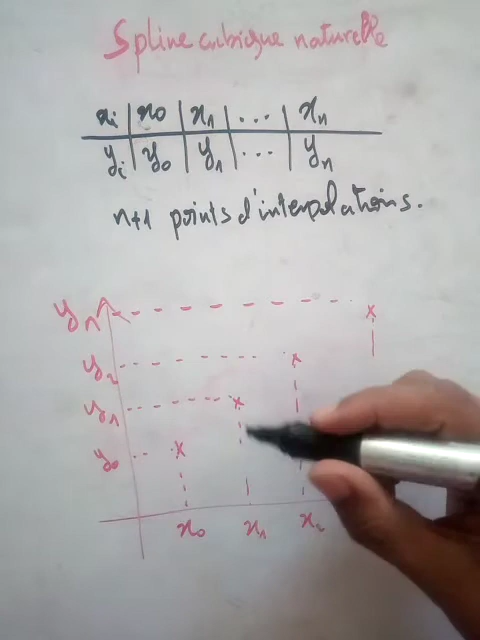 Spline cubique naturelle
xi x0 x1 ... xn
yi y0 y1 ... yn
n+1 points d'interpolations.
yn
y2
y1
y0
x0 x1 x2